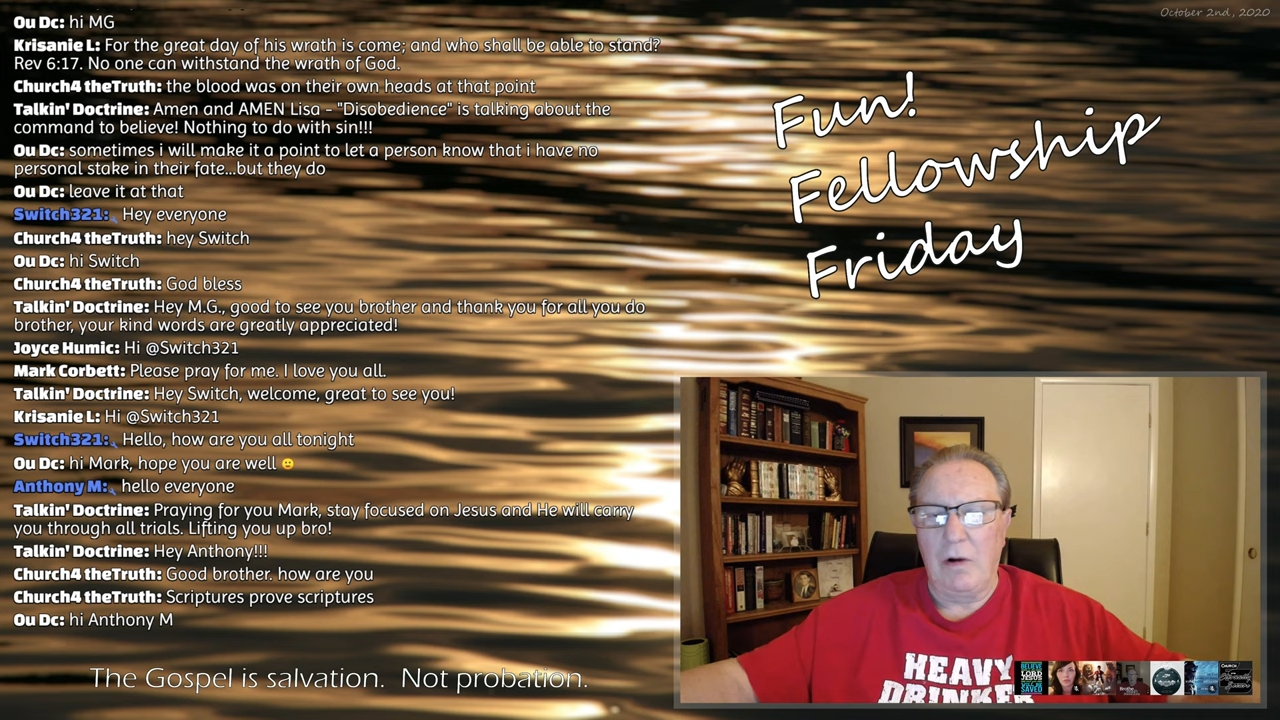 October 2nd, 2020
Ou Dc: hi MG
Krisanie L: For the great day of his wrath is come; and who shall be able to stand?
Rev 6:17. No one can withstand the wrath of God.
Church4 theTruth: the blood was on their own heads at that point
Talkin' Doctrine: Amen and AMEN Lisa - "Disobedience" is talking about the
command to believe! Nothing to do with sin!!!
Ou Dc: sometimes i will make it a point to let a person know that i have no
personal stake in their fate...but they do
Ou Dc: leave it at that
Switch321: Hey everyone
Church4 theTruth: hey Switch
Ou Dc: hi Switch
Church4 theTruth: God bless
Talkin' Doctrine: Hey M.G., good to see you brother and thank you for all you do
brother, your kind words are greatly appreciated!
Joyce Humic: Hi @Switch321
Mark Corbett: Please pray for me. I love you all.
Talkin' Doctrine: Hey Switch, welcome, great to see you!
Krisanie L: Hi @Switch321
Switch321: Hello, how are you all tonight
Ou Dc: hi Mark, hope you are well 🙂
Anthony M: hello everyone
Talkin' Doctrine: Praying for you Mark, stay focused on Jesus and He will carry
you through all trials. Lifting you up bro!
Talkin' Doctrine: Hey Anthony!!!
Church4 theTruth: Good brother. how are you
Church4 theTruth: Scriptures prove scriptures
Ou Dc: hi Anthony M
The Gospel is salvation. Not probation.
Fun!
Fellowship
Friday
HEAVY
DRINKER
BELIEVE
LORD
JESUS
SAVED
CHURCH